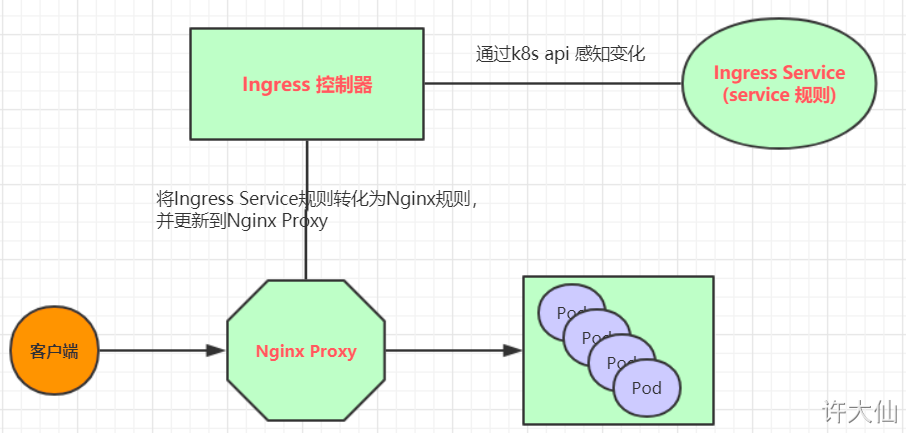 Ingress 控制器
通过k8s api 感知变化
Ingress Service
(service 规则)
将Ingress Service规则转化为Nginx规则，
并更新到Nginx Proxy
客户端
Nginx Proxy
Pod
Pod
Pod
Pod
许大仙